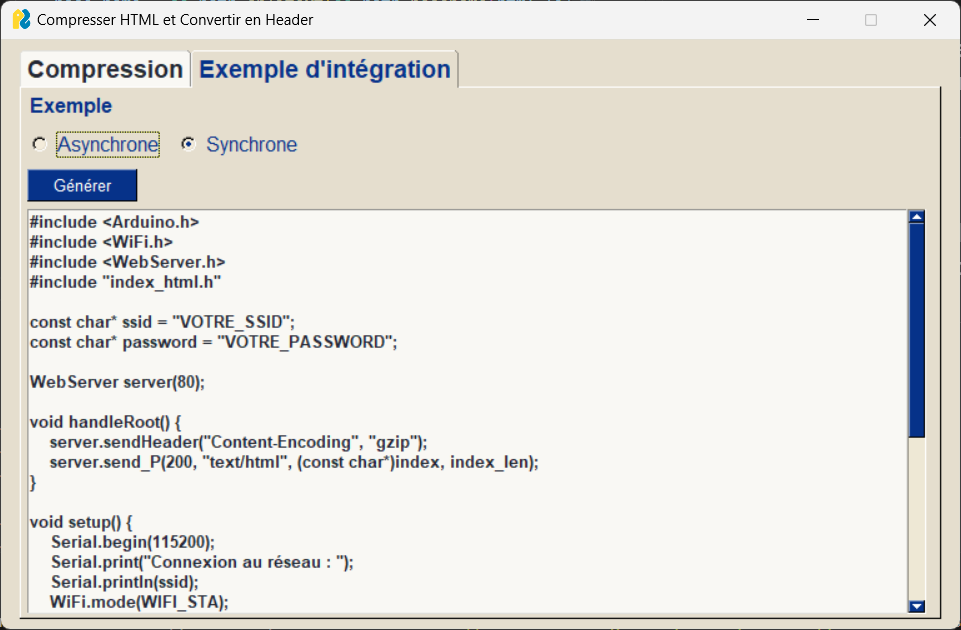 Compresser HTML et Convertir en Header
Compression Exemple d'intégration
Exemple
Asynchrone Synchrone
Générer
#include <Arduino.h>
#include <WiFi.h>
#include <WebServer.h>
#include "index_html.h"
const char* ssid = "VOTRE_SSID";
const char* password = "VOTRE_PASSWORD";
WebServer server(80);
void handleRoot() {
server.sendHeader("Content-Encoding", "gzip");
server.send_P(200, "text/html", (const char*)index, index_len);
}
void setup() {
Serial.begin(115200);
Serial.print("Connexion au réseau : ");
Serial.println(ssid);
WiFi.mode(WIFI_STA);